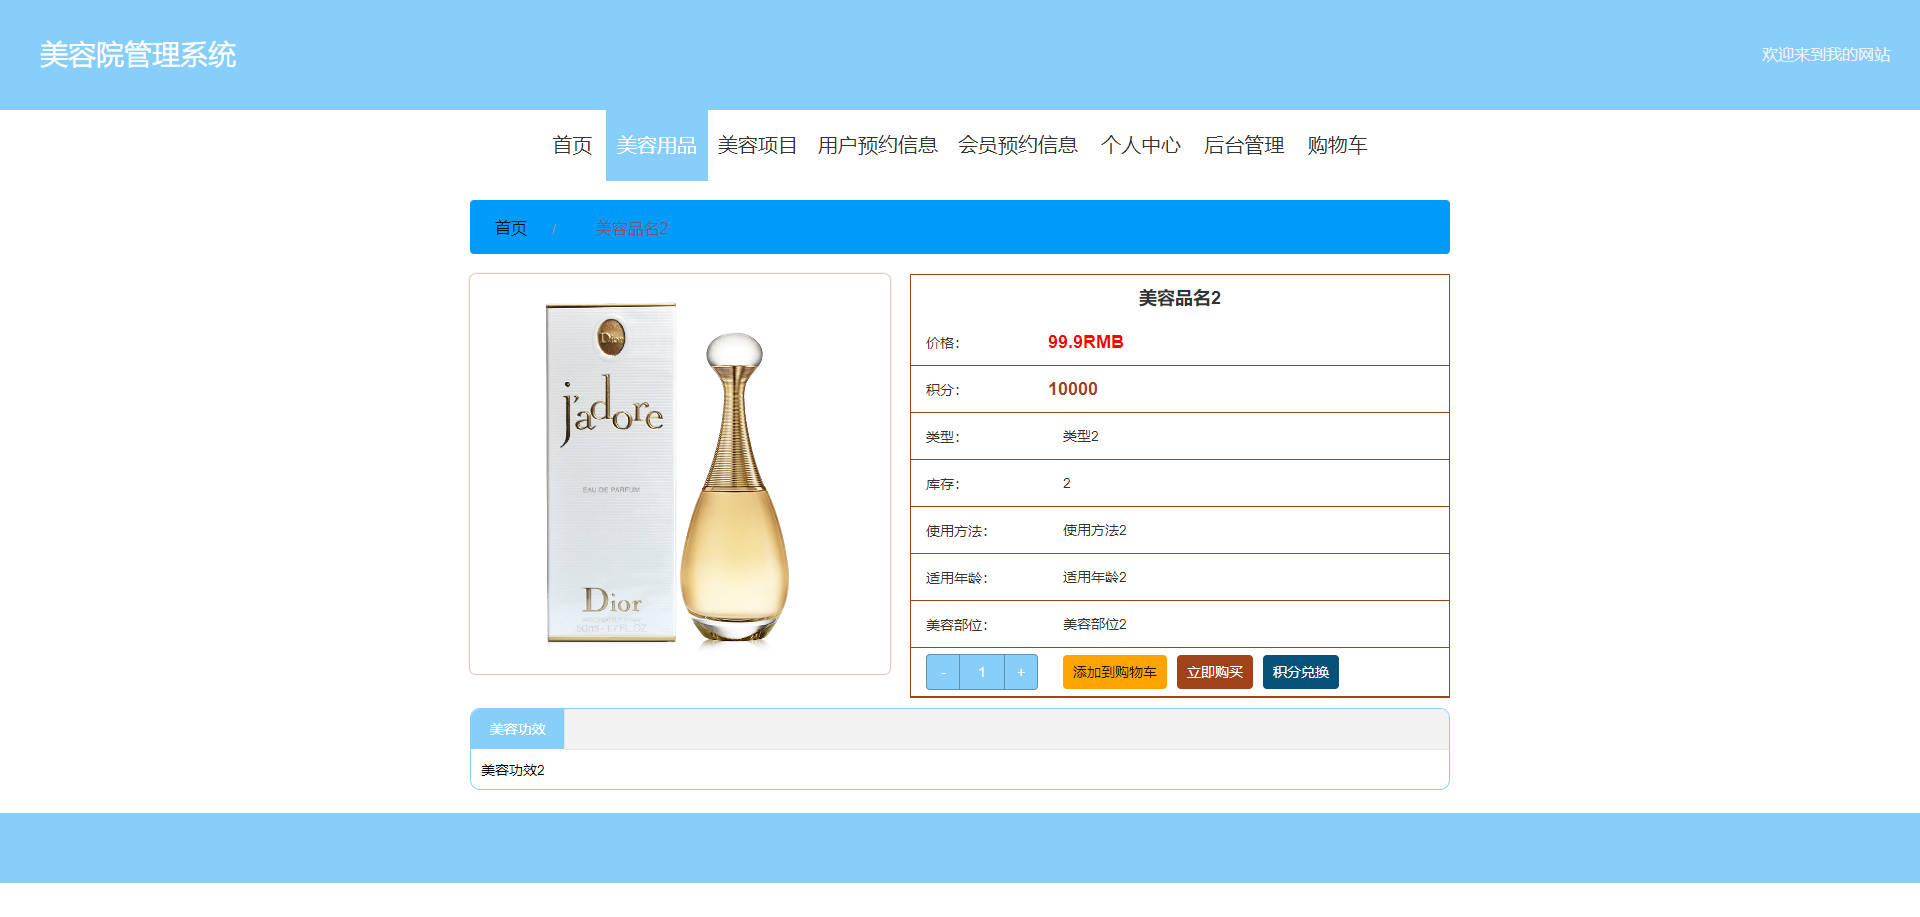 美容院管理系统
欢迎来到我的网站
首页 美容用品 美容项目 用户预约信息 会员预约信息 个人中心 后台管理 购物车
首页 / 美容品名2
Dior
j'adore
EAU DE PARFUM
Dior
美容品名2
价格： 99.9RMB
积分： 10000
类型： 类型2
库存： 2
使用方法： 使用方法2
适用年龄： 适用年龄2
美容部位： 美容部位2
- 1 + 添加到购物车 立即购买 积分兑换
美容功效
美容功效2